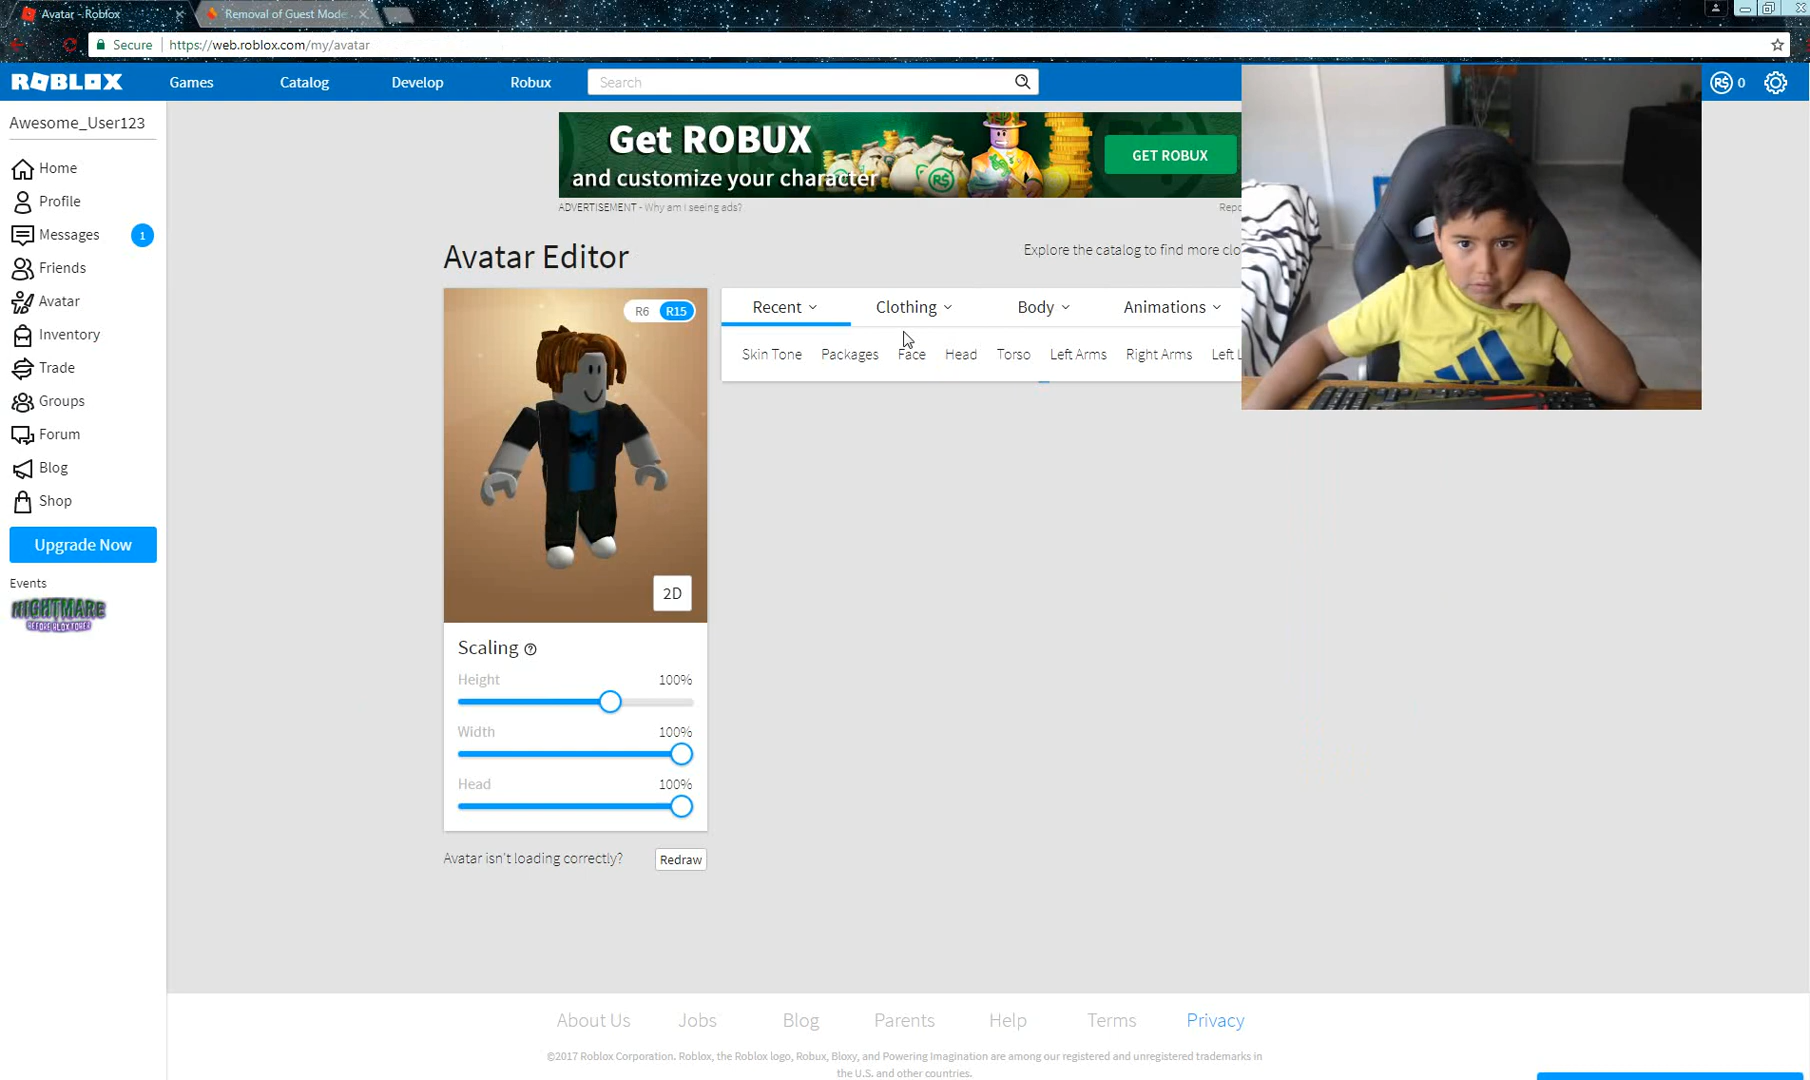 Avatar - Roblox
Removal of Guest Mode
Secure
https://web.roblox.com/my/avatar
ROBLOX
Games
Catalog
Develop
Robux
Search
R$ 0
Awesome_User123
Home
Profile
Messages
1
Friends
Avatar
Inventory
Trade
Groups
Forum
Blog
Shop
Upgrade Now
Events
NIGHTMARE
BEFORE BLOXTOBER
Get ROBUX
and customize your character
R$
GET ROBUX
ADVERTISEMENT - Why am I seeing ads?
Repo
Avatar Editor
Explore the catalog to find more clo
R6 R15
2D
Recent
Clothing
Body
Animations
Skin Tone
Packages
Face
Head
Torso
Left Arms
Right Arms
Left L
Scaling
Height 100%
Width 100%
Head 100%
Avatar isn't loading correctly?
Redraw
About Us
Jobs
Blog
Parents
Help
Terms
Privacy
©2017 Roblox Corporation. Roblox, the Roblox logo, Robux, Bloxy, and Powering Imagination are among our registered and unregistered trademarks in
the U.S. and other countries.